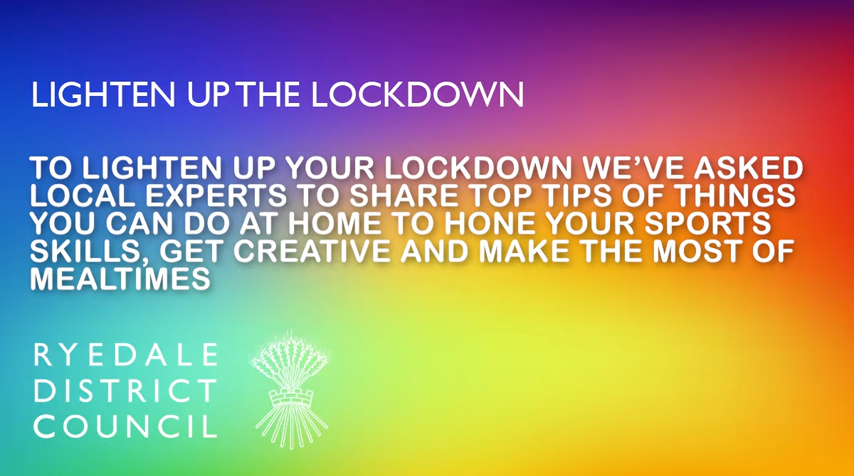 LIGHTEN UP THE LOCKDOWN
TO LIGHTEN UP YOUR LOCKDOWN WE'VE ASKED
LOCAL EXPERTS TO SHARE TOP TIPS OF THINGS
YOU CAN DO AT HOME TO HONE YOUR SPORTS
SKILLS, GET CREATIVE AND MAKE THE MOST OF
MEALTIMES
RYEDALE
DISTRICT
COUNCIL